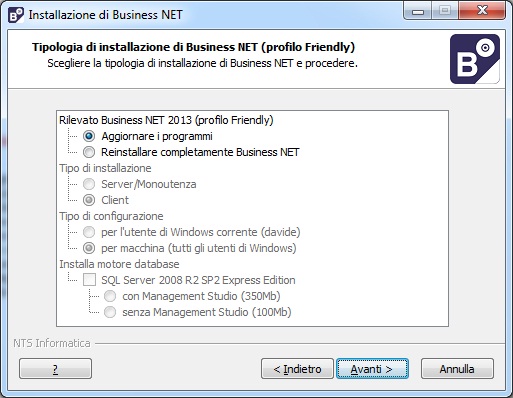 Installazione di Business NET
Tipologia di installazione di Business NET (profilo Friendly)
Scegliere la tipologia di installazione di Business NET e procedere.
B
Rilevato Business NET 2013 (profilo Friendly)
Aggiornare i programmi
Reinstallare completamente Business NET
Tipo di installazione
Server/Monoutenza
Client
Tipo di configurazione
per l'utente di Windows corrente (davide)
per macchina (tutti gli utenti di Windows)
Installa motore database
SQL Server 2008 R2 SP2 Express Edition
con Management Studio (350Mb)
senza Management Studio (100Mb)
NTS Informatica
?
< Indietro
Avanti >
Annulla